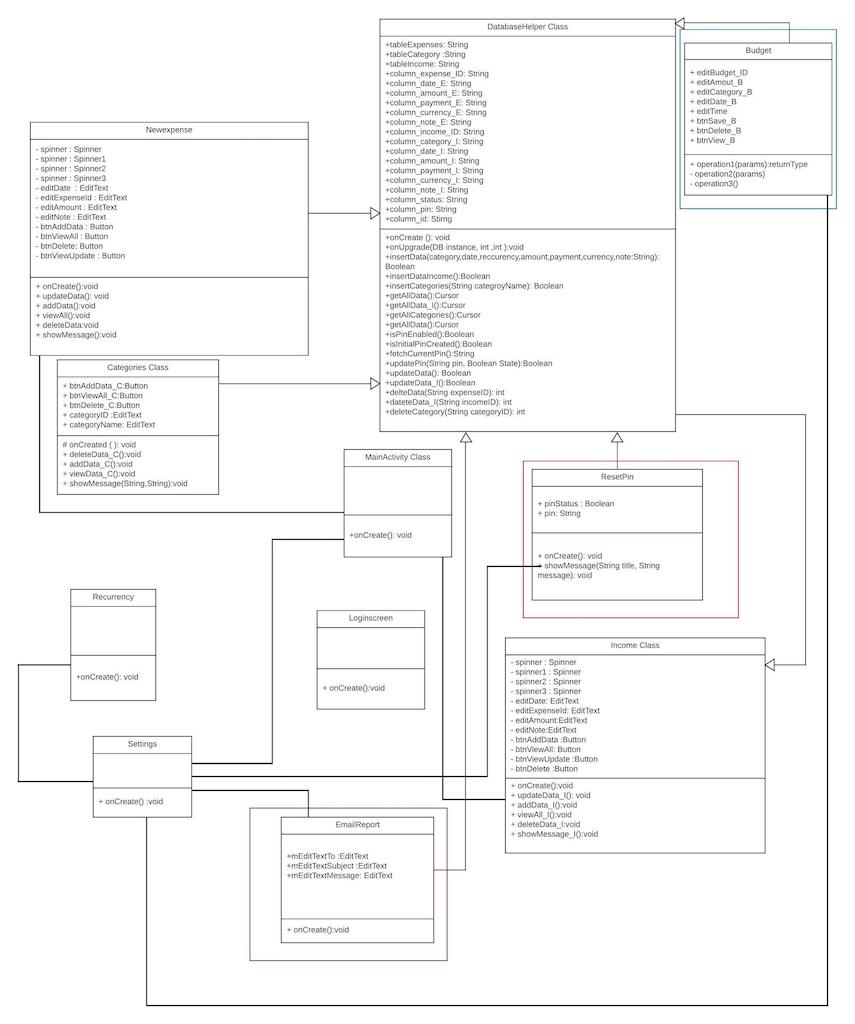 DatabaseHelper Class
+tableExpenses: String
+tableCategory :String
+tableIncome: String
+column_expense_ID: String
+column_date_E: String
+column_amount_E: String
+column_payment_E: String
+column_currency_E: String
+column_note_E: String
+column_income_ID: String
+column_category_I: String
+column_date_I: String
+column_amount_I: String
+column_payment_I: String
+column_currency_I: String
+column_note_I: String
+column_status: String
+column_pin: String
+column_id: Stirng
+onCreate (): void
+onUpgrade(DB instance, int ,int ):void
+insertData(category,date,reccurency,amount,payment,currency,note:String):
Boolean
+insertDataIncome():Boolean
+insertCategories(String categroyName): Boolean
+getAllData():Cursor
+getAllData_I():Cursor
+getAllCategories():Cursor
+getAllData():Cursor
+isPinEnabled():Boolean
+isInitialPinCreated():Boolean
+fetchCurrentPin():String
+updatePin(String pin, Boolean State):Boolean
+updateData(): Boolean
+updateData_I():Boolean
+delteData(String expenseID): int
+dateteData_I(String incomeID): int
+deleteCategory(String categoryID): int
Budget
+ editBudget_ID
+ editAmout_B
+ editCategory_B
+ editDate_B
+ editTime
+ btnSave_B
+ btnDelete_B
+ btnView_B
+ operation1(params):returnType
- operation2(params)
- operation3()
Newexpense
- spinner : Spinner
- spinner : Spinner1
- spinner : Spinner2
- spinner : Spinner3
- editDate : EditText
- editExpenseId : EditText
- editAmount : EditText
- editNote : EditText
- btnAddData : Button
- btnViewAll : Button
- btnDelete: Button
- btnViewUpdate : Button
+ onCreate():void
+ updateData(): void
+ addData():void
+ viewAll():void
+ deleteData:void
+ showMessage():void
Categories Class
+ btnAddData_C:Button
+ btnViewAll_C:Button
+ btnDelete_C:Button
+ categoryID :EditText
+ categoryName: EditText
# onCreated ( ): void
+ deleteData_C():void
+ addData_C():void
+ viewData_C():void
+ showMessage(String,String):void
MainActivity Class
+onCreate(): void
ResetPin
+ pinStatus : Boolean
+ pin: String
+ onCreate(): void
+ showMessage(String title, String
message): void
Recurrency
+onCreate(): void
Loginscreen
+ onCreate():void
Income Class
- spinner : Spinner
- spinner1 : Spinner
- spinner2 : Spinner
- spinner3 : Spinner
- editDate: EditText
- editExpenseId: EditText
- editAmount:EditText
- editNote:EditText
- btnAddData :Button
- btnViewAll: Button
- btnViewUpdate :Button
- btnDelete :Button
+ onCreate():void
+ updateData_I(): void
+ addData_I():void
+ viewAll_I():void
+ deleteData_I:void
+ showMessage_I():void
Settings
+ onCreate() :void
EmailReport
+mEditTextTo :EditText
+mEditTextSubject :EditText
+mEditTextMessage: EditText
+ onCreate():void